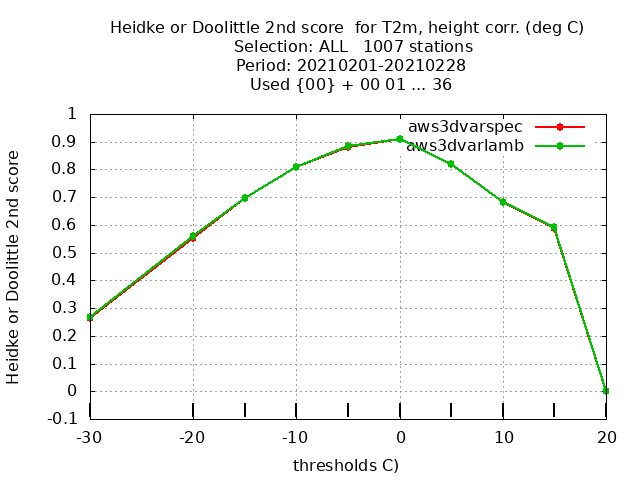 Heidke or Doolittle 2nd score  for T2m, height corr. (deg C)
Selection: ALL   1007 stations
Period: 20210201-20210228
Used {00} + 00 01 ... 36
Heidke or Doolittle 2nd score
1
0.9
0.8
0.7
0.6
0.5
0.4
0.3
0.2
0.1
0
-0.1
aws3dvarspec
aws3dvarlamb
-30 -20 -10 0 10 20
thresholds C)